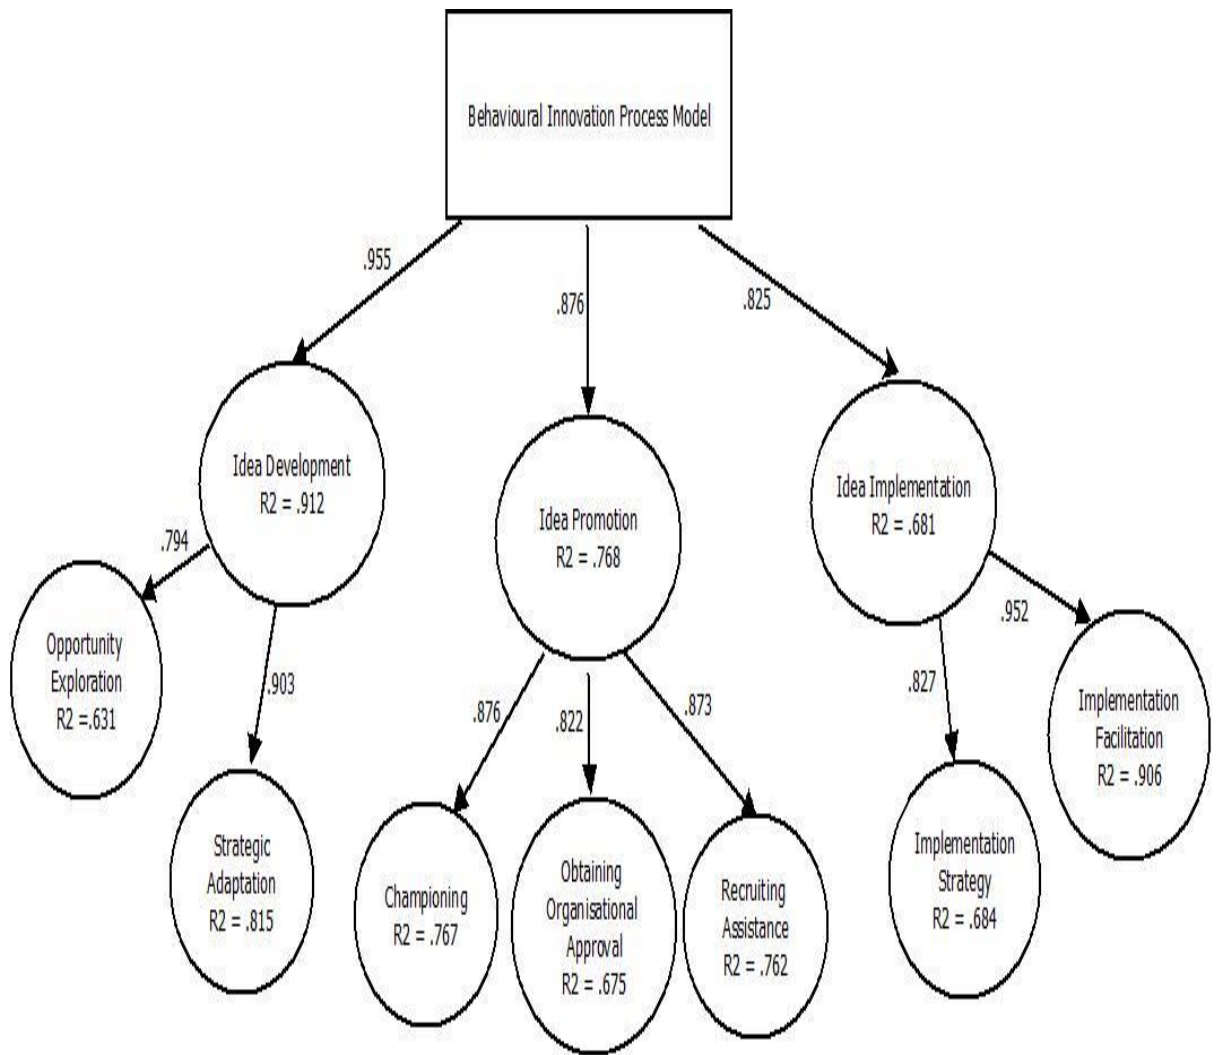 Behavioural Innovation Process Model
.955
.876
.825
Idea Development
R2 = .912
Idea Promotion
R2 = .768
Idea Implementation
R2 = .681
.794
.903
.876
.822
.873
.827
.952
Opportunity
Exploration
R2 =.631
Strategic
Adaptation
R2 = .815
Championing
R2 = .767
Obtaining
Organisational
Approval
R2 = .675
Recruiting
Assistance
R2 = .762
Implementation
Strategy
R2 = .684
Implementation
Facilitation
R2 = .906